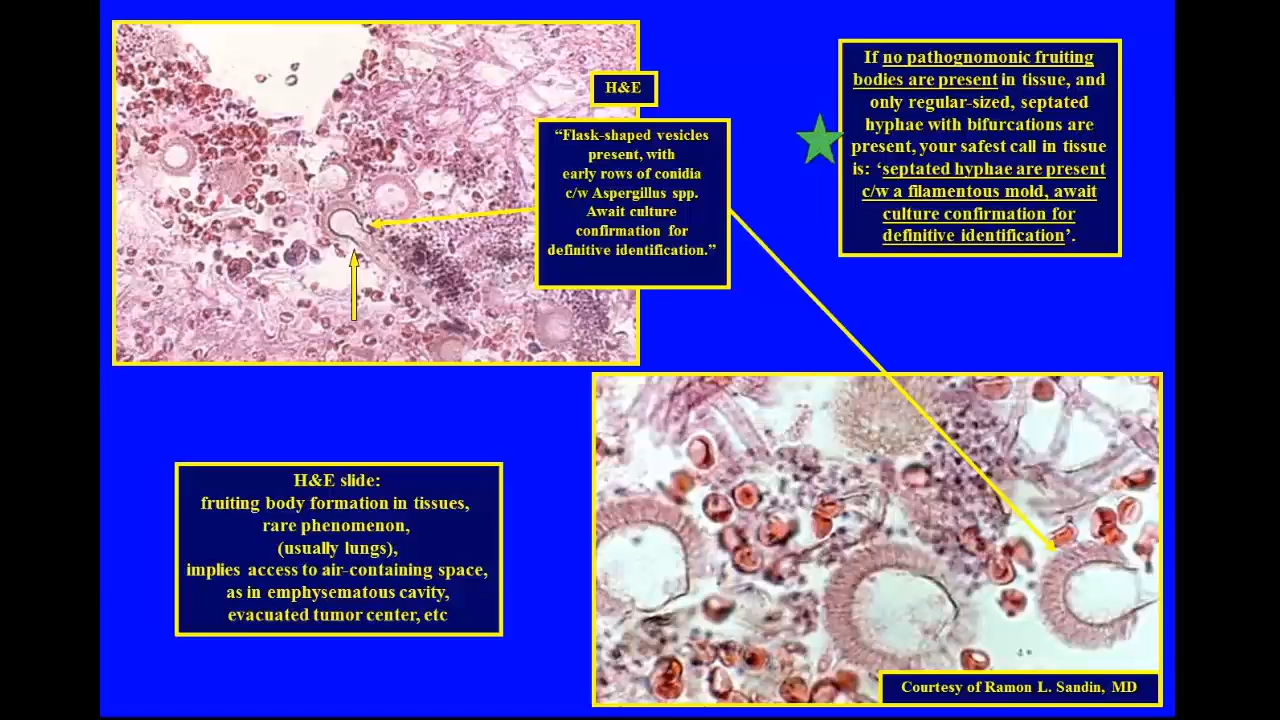 H&E
“Flask-shaped vesicles
present, with
early rows of conidia
c/w Aspergillus spp.
Await culture
confirmation for
definitive identification.”
If no pathognomonic fruiting
bodies are present in tissue, and
only regular-sized, septated
hyphae with bifurcations are
present, your safest call in tissue
is: ‘septated hyphae are present
c/w a filamentous mold, await
culture confirmation for
definitive identification’.
H&E slide:
fruiting body formation in tissues,
rare phenomenon,
(usually lungs),
implies access to air-containing space,
as in emphysematous cavity,
evacuated tumor center, etc
Courtesy of Ramon L. Sandin, MD